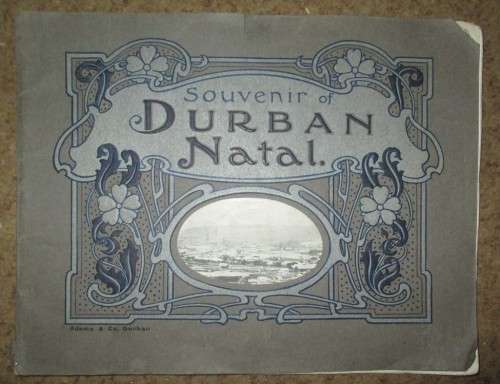 Souvenir of
DURBAN
Natal.
Adams & Co. Durban